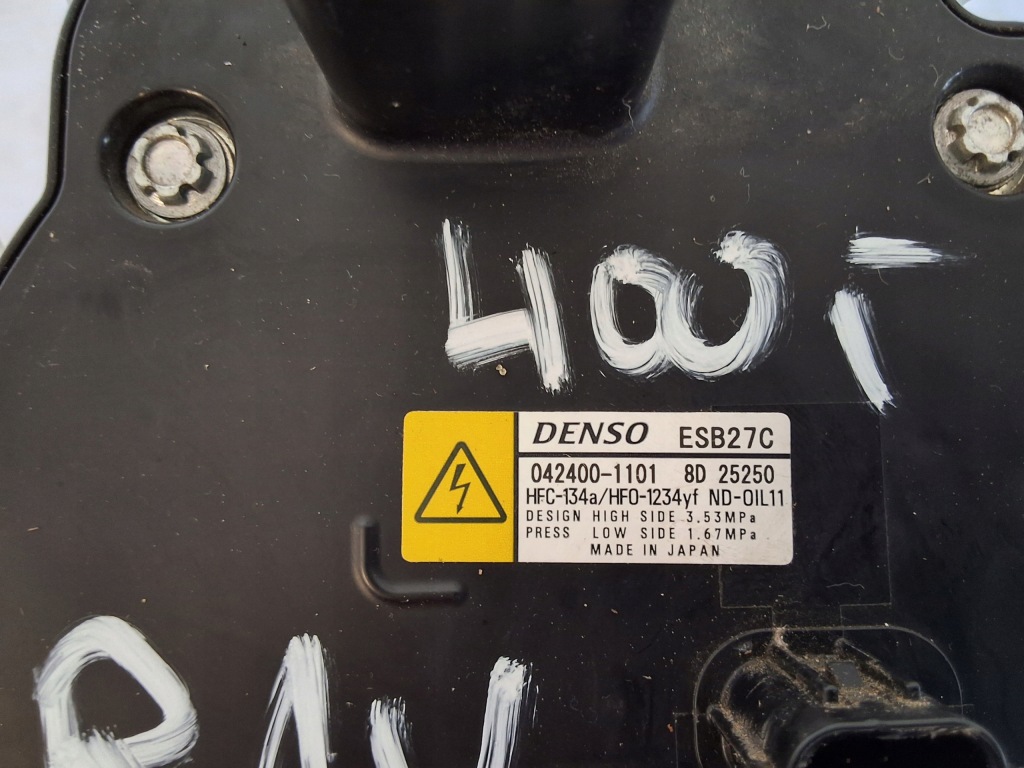 400,-
DENSO ESB27C
042400-1101 8D 25250
HFC-134a/HFO-1234yf ND-OIL11
DESIGN HIGH SIDE 3.53MPa
PRESS LOW SIDE 1.67MPa
MADE IN JAPAN